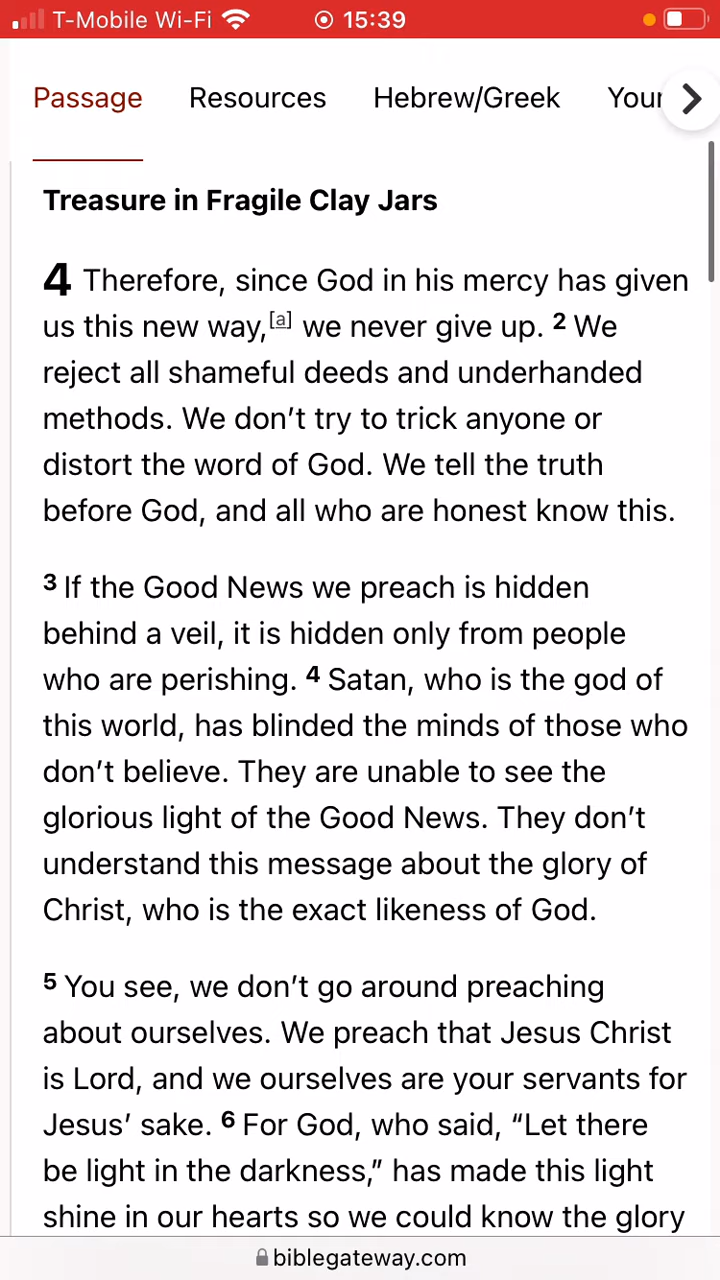 T-Mobile Wi-Fi 15:39
Passage Resources Hebrew/Greek
Treasure in Fragile Clay Jars
4 Therefore, since God in his mercy has given
us this new way,[a] we never give up. 2 We
reject all shameful deeds and underhanded
methods. We don’t try to trick anyone or
distort the word of God. We tell the truth
before God, and all who are honest know this.
3 If the Good News we preach is hidden
behind a veil, it is hidden only from people
who are perishing. 4 Satan, who is the god of
this world, has blinded the minds of those who
don’t believe. They are unable to see the
glorious light of the Good News. They don’t
understand this message about the glory of
Christ, who is the exact likeness of God.
5 You see, we don’t go around preaching
about ourselves. We preach that Jesus Christ
is Lord, and we ourselves are your servants for
Jesus’ sake. 6 For God, who said, “Let there
be light in the darkness,” has made this light
shine in our hearts so we could know the glory
biblegateway.com